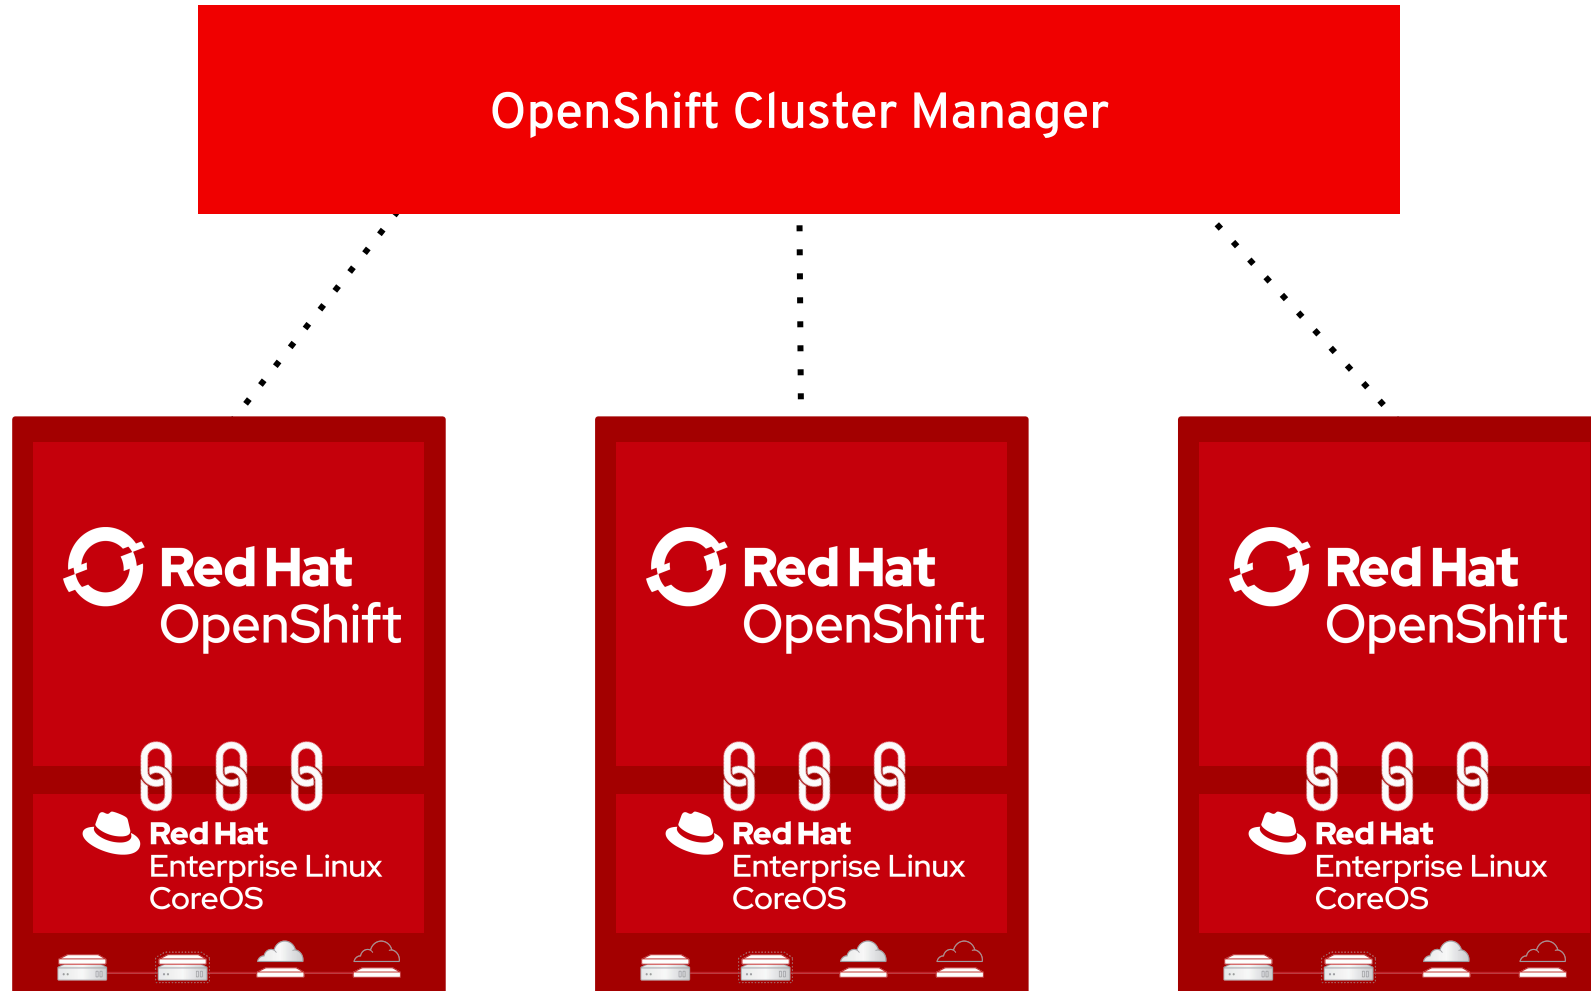 OpenShift Cluster Manager
Red Hat
OpenShift
Red Hat
Enterprise Linux
CoreOS
Red Hat
OpenShift
Red Hat
Enterprise Linux
CoreOS
Red Hat
OpenShift
Red Hat
Enterprise Linux
CoreOS